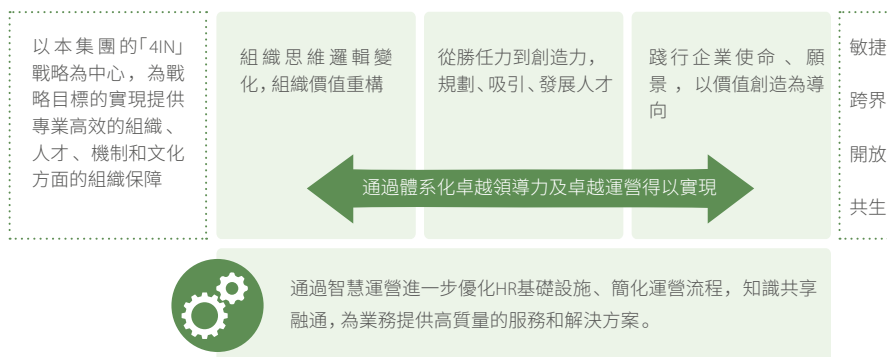 以本集團的「4IN」
戰略為中心，為戰
略目標的實現提供
專業高效的組織、
人才、機制和文化
方面的組織保障
組織思維邏輯變
化，組織價值重構
從勝任力到創造力，
規劃、吸引、發展人才
踐行企業使命、願
景，以價值創造為導
向
通過體系化卓越領導力及卓越運營得以實現
敏捷
跨界
開放
共生
通過智慧運營進一步優化HR基礎設施、簡化運營流程，知識共享
融通，為業務提供高質量的服務和解決方案。